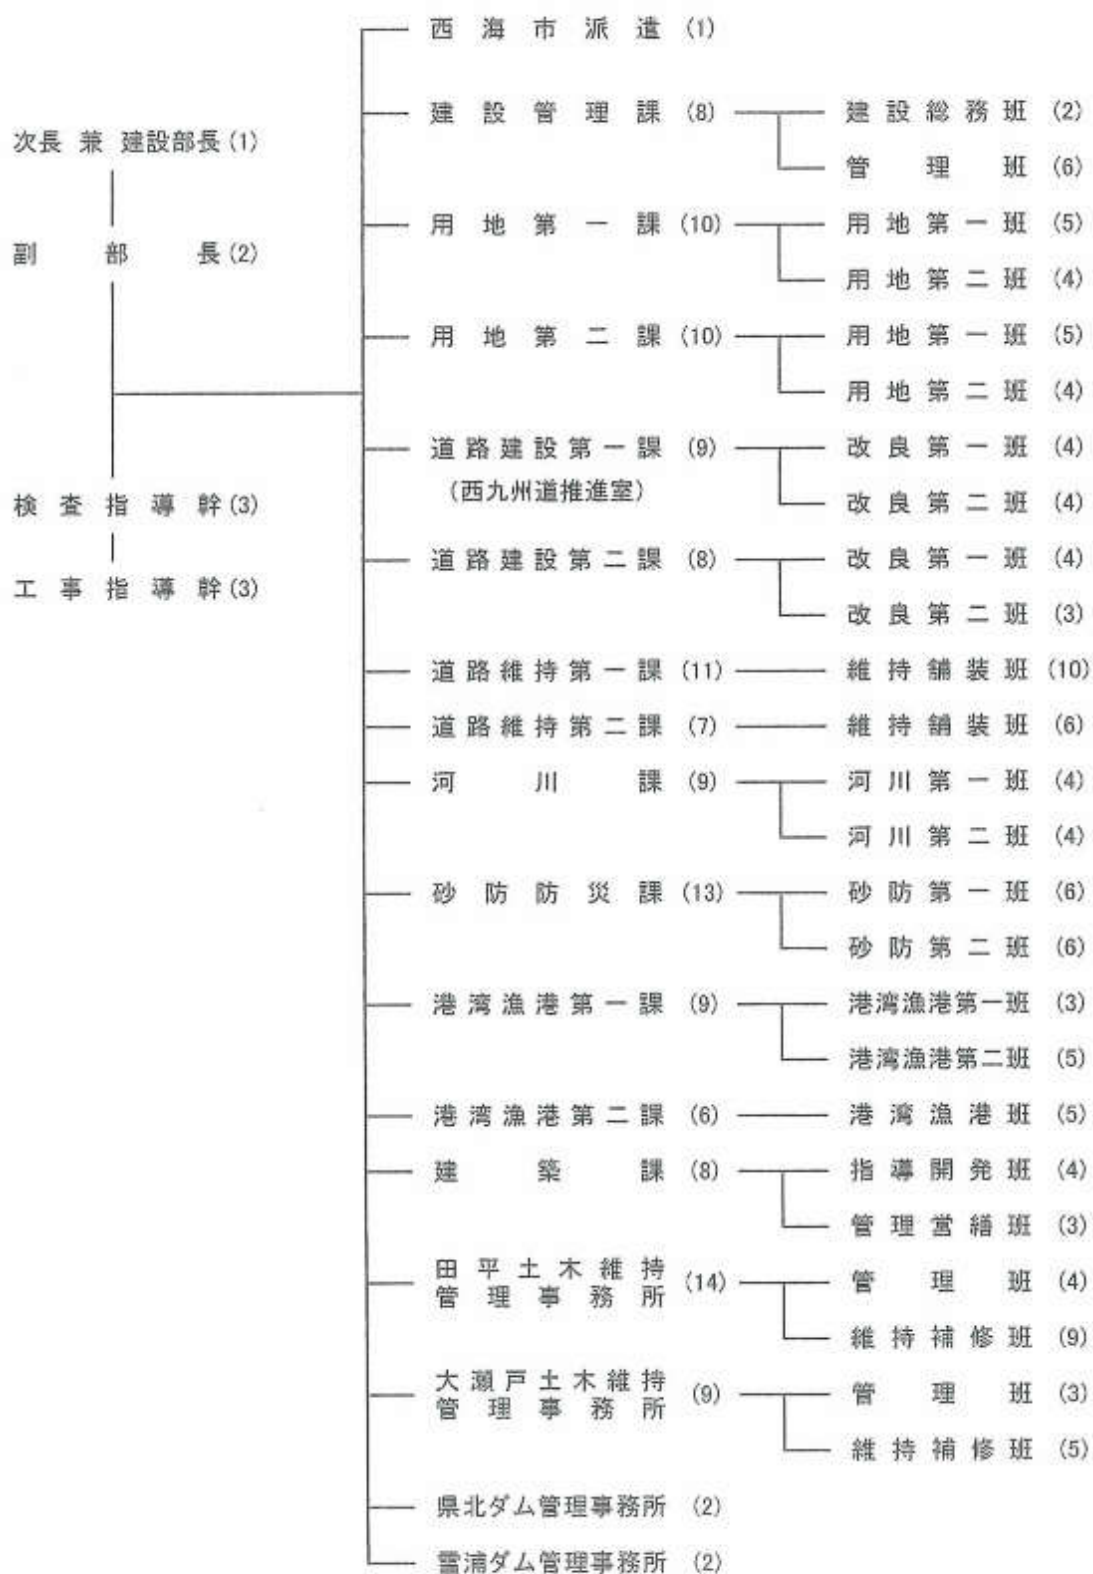 次長 兼 建設部長 (1)
副部長 (2)
検査指導幹 (3)
工事指導幹 (3)
西海市派遣 (1)
建設管理課 (8)
建設総務班 (2)
管理班 (6)
用地第一課 (10)
用地第一班 (5)
用地第二班 (4)
用地第二課 (10)
用地第一班 (5)
用地第二班 (4)
道路建設第一課 (9)
(西九州道推進室)
改良第一班 (4)
改良第二班 (4)
道路建設第二課 (8)
改良第一班 (4)
改良第二班 (3)
道路維持第一課 (11)
維持舗装班 (10)
道路維持第二課 (7)
維持舗装班 (6)
河川課 (9)
河川第一班 (4)
河川第二班 (4)
砂防防災課 (13)
砂防第一班 (6)
砂防第二班 (6)
港湾漁港第一課 (9)
港湾漁港第一班 (3)
港湾漁港第二班 (5)
港湾漁港第二課 (6)
港湾漁港班 (5)
建築課 (8)
指導開発班 (4)
管理営繕班 (3)
田平土木維持
管理事務所 (14)
管理班 (4)
維持補修班 (9)
大瀬戸土木維持
管理事務所 (9)
管理班 (3)
維持補修班 (5)
県北ダム管理事務所 (2)
雪浦ダム管理事務所 (2)